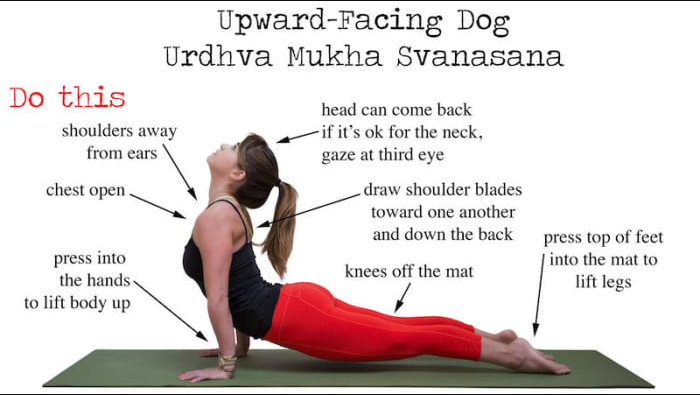 Upward-Facing Dog
Urdhva Mukha Svanasana
Do this
shoulders away
from ears
head can come back
if it's ok for the neck,
gaze at third eye
chest open
draw shoulder blades
toward one another
and down the back
press into
the hands
to lift body up
knees off the mat
press top of feet
into the mat to
lift legs